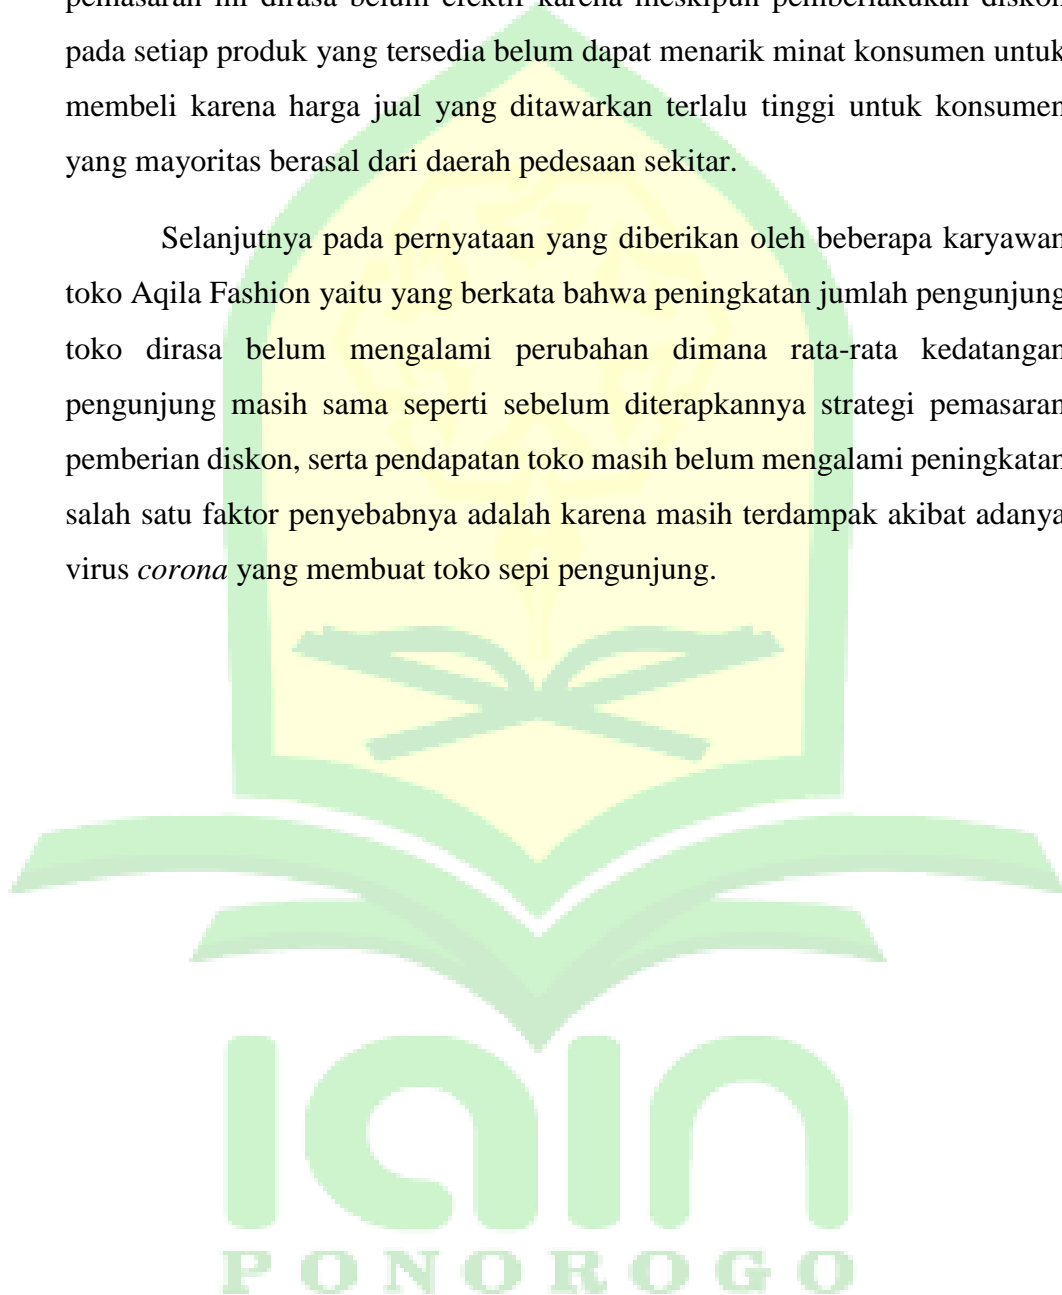 pemasaran ini dirasa belum efektif karena meskipun pemberlakukan diskon
pada setiap produk yang tersedia belum dapat menarik minat konsumen untuk
membeli karena harga jual yang ditawarkan terlalu tinggi untuk konsumen
yang mayoritas berasal dari daerah pedesaan sekitar.
Selanjutnya pada pernyataan yang diberikan oleh beberapa karyawan
toko Aqila Fashion yaitu yang berkata bahwa peningkatan jumlah pengunjung
toko dirasa belum mengalami perubahan dimana rata-rata kedatangan
pengunjung masih sama seperti sebelum diterapkannya strategi pemasaran
pemberian diskon, serta pendapatan toko masih belum mengalami peningkatan
salah satu faktor penyebabnya adalah karena masih terdampak akibat adanya
virus corona yang membuat toko sepi pengunjung.
iain
PONOROGO